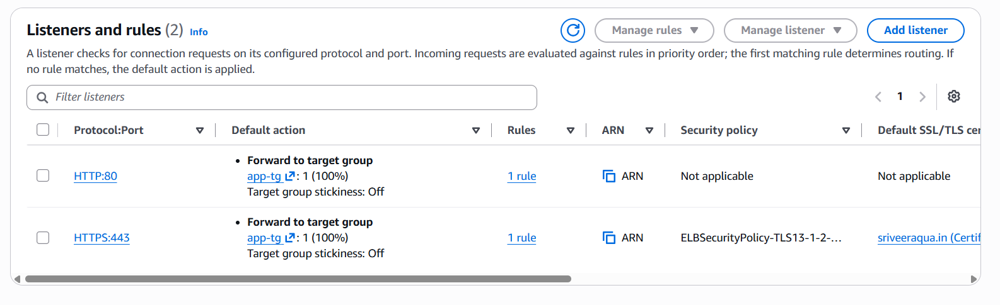 Listeners and rules (2) Info
Manage rules
Manage listener
Add listener
A listener checks for connection requests on its configured protocol and port. Incoming requests are evaluated against rules in priority order; the first matching rule determines routing. If
no rule matches, the default action is applied.
Filter listeners
1
Protocol:Port Default action Rules ARN Security policy Default SSL/TLS cer
Forward to target group
HTTP:80 app-tg : 1 (100%) 1 rule ARN Not applicable Not applicable
Target group stickiness: Off
Forward to target group
HTTPS:443 app-tg : 1 (100%) 1 rule ARN ELBSecurityPolicy-TLS13-1-2-... sriveeraqua.in (Certif
Target group stickiness: Off